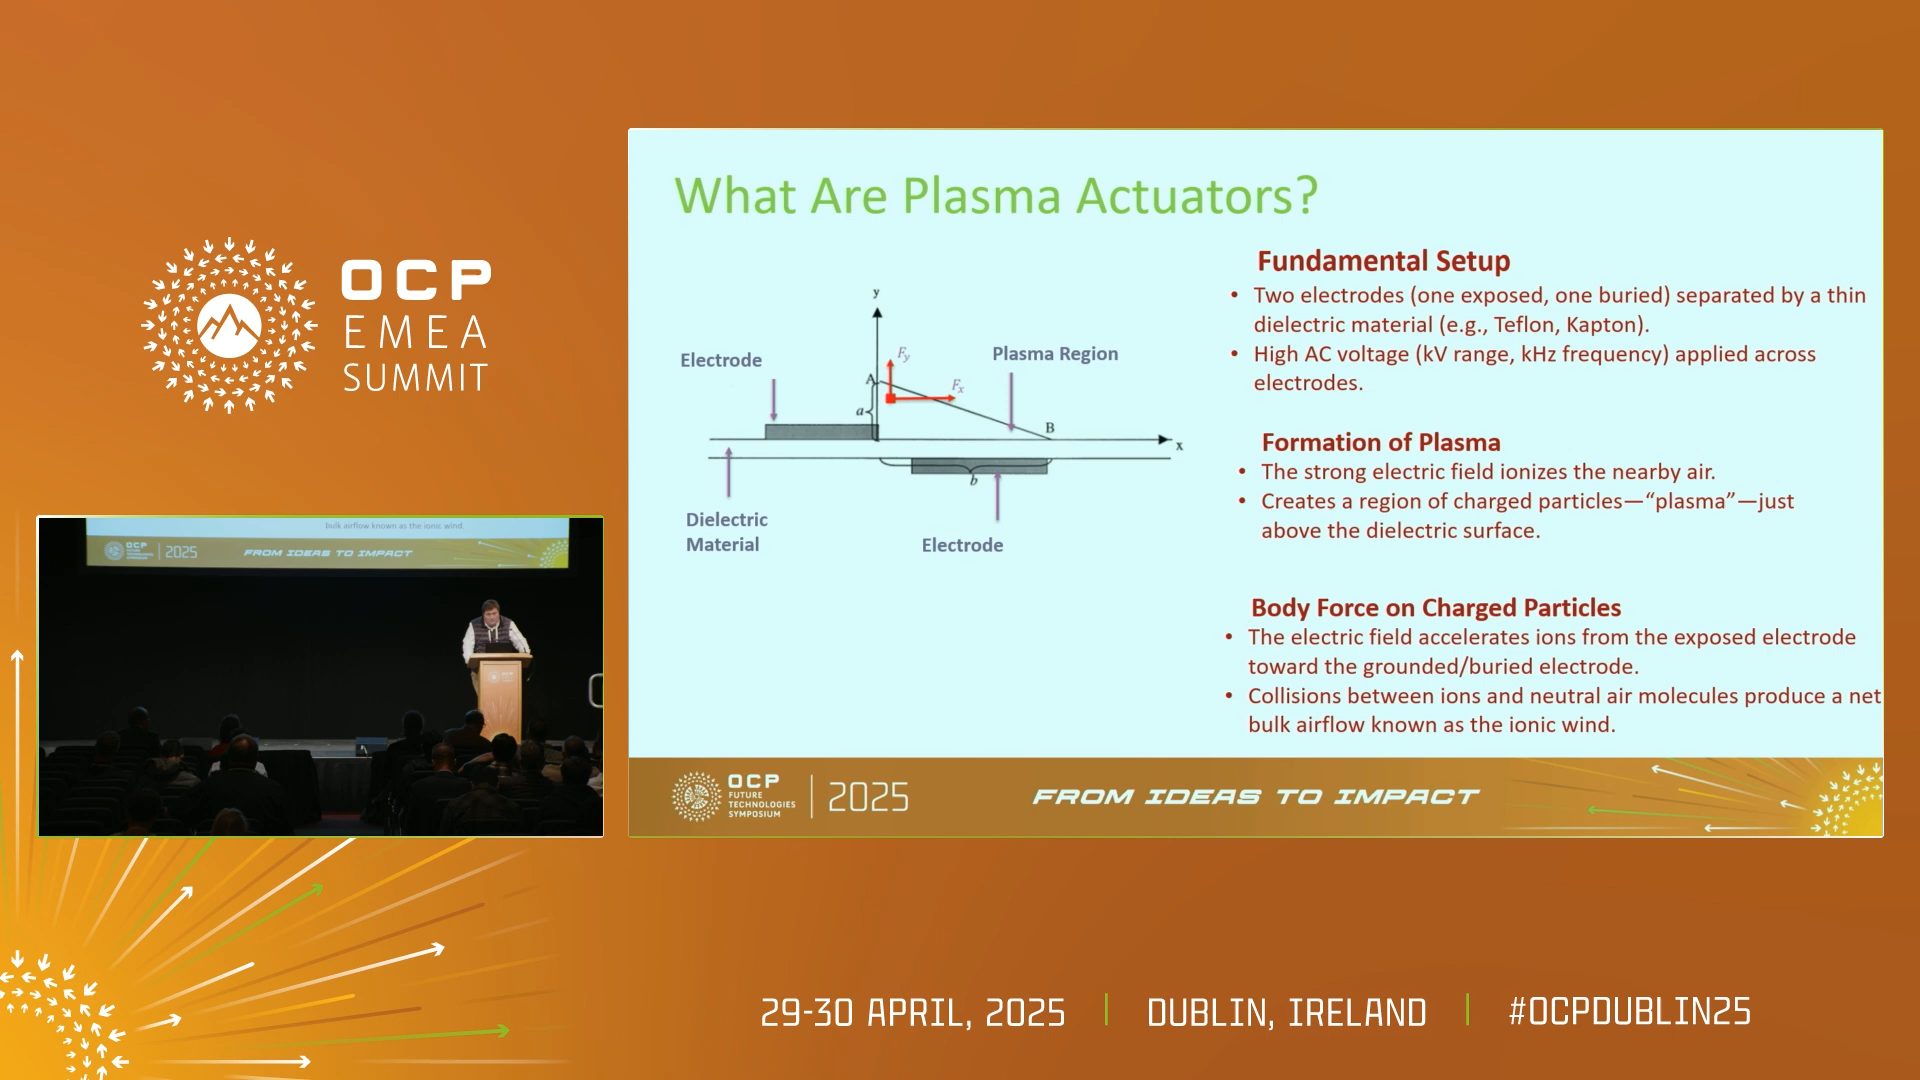 OCP
EMEA
SUMMIT
What Are Plasma Actuators?
y
Electrode
Plasma Region
Fy
A
Fx
a
B
x
b
Dielectric
Material
Electrode
Fundamental Setup
• Two electrodes (one exposed, one buried) separated by a thin
dielectric material (e.g., Teflon, Kapton).
• High AC voltage (kV range, kHz frequency) applied across
electrodes.
Formation of Plasma
• The strong electric field ionizes the nearby air.
• Creates a region of charged particles—“plasma”—just
above the dielectric surface.
Body Force on Charged Particles
• The electric field accelerates ions from the exposed electrode
toward the grounded/buried electrode.
• Collisions between ions and neutral air molecules produce a net
bulk airflow known as the ionic wind.
OCP
FUTURE
TECHNOLOGIES
SYMPOSIUM
2025
FROM IDEAS TO IMPACT
bulk airflow known as the ionic wind.
OCP
2025
FROM IDEAS TO IMPACT
29-30 APRIL, 2025
DUBLIN, IRELAND
#OCPDUBLIN25